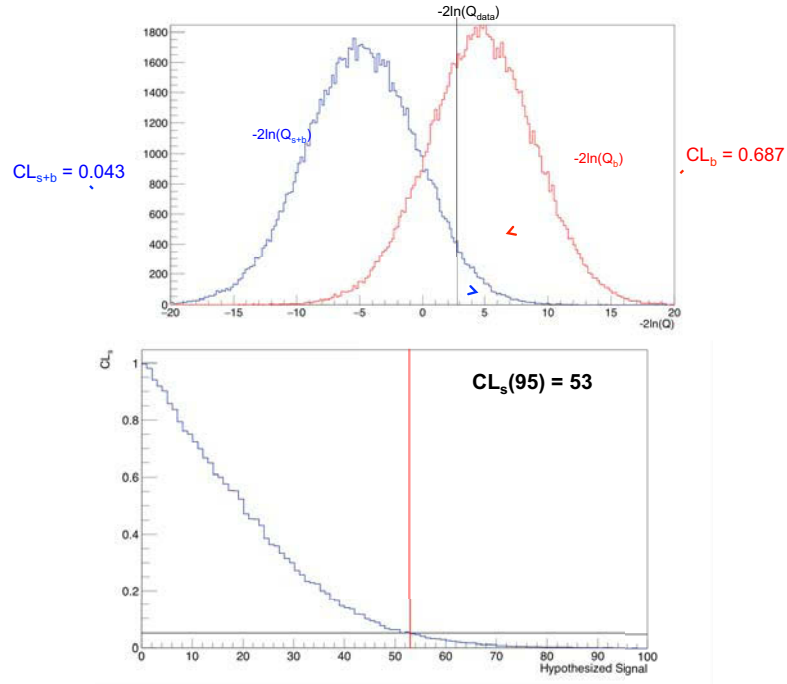 -2ln(Q_data)
1800
1600
1400
1200
1000
800
600
400
200
0
-2ln(Q_s+b)
-2ln(Q_b)
CL_s+b = 0.043
CL_b = 0.687
−20 −15 −10 −5 0 5 10 15 20
-2ln(Q)
CL_s
1
0.8
0.6
0.4
0.2
0
CL_s(95) = 53
0 10 20 30 40 50 60 70 80 90 100
Hypothesized Signal